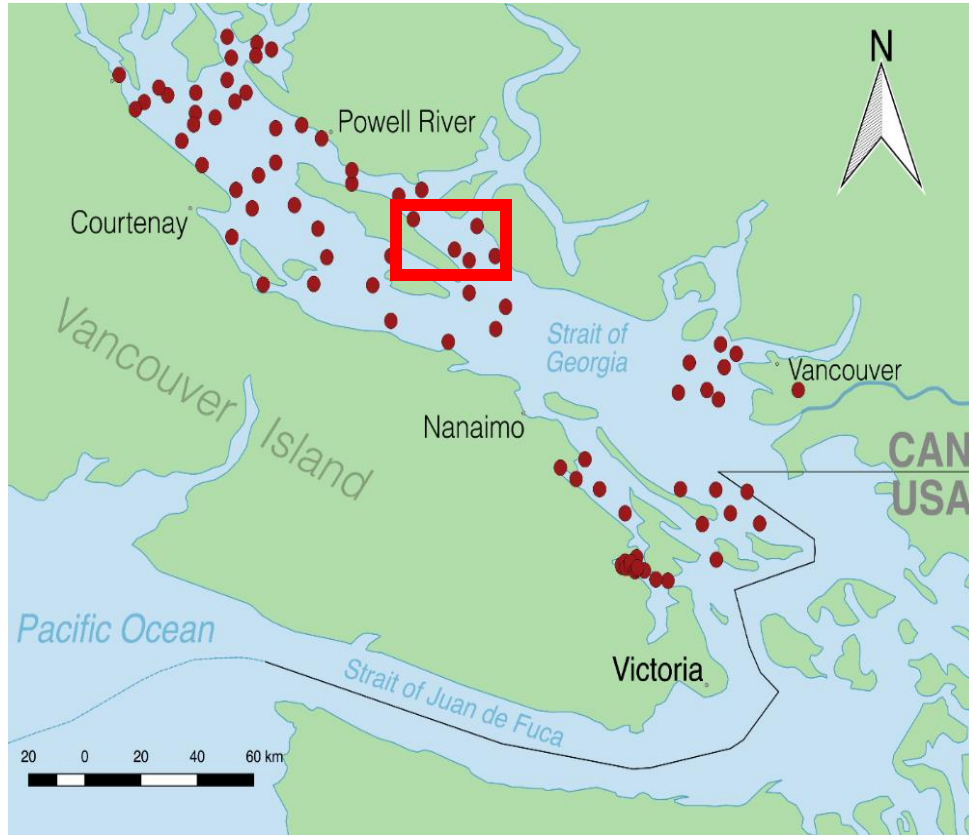 N
Powell River
Courtenay
Strait of
Georgia
Vancouver
Vancouver Island
Nanaimo
CAN
USA
Pacific Ocean
Victoria
Strait of Juan de Fuca
20 0 20 40 60 km